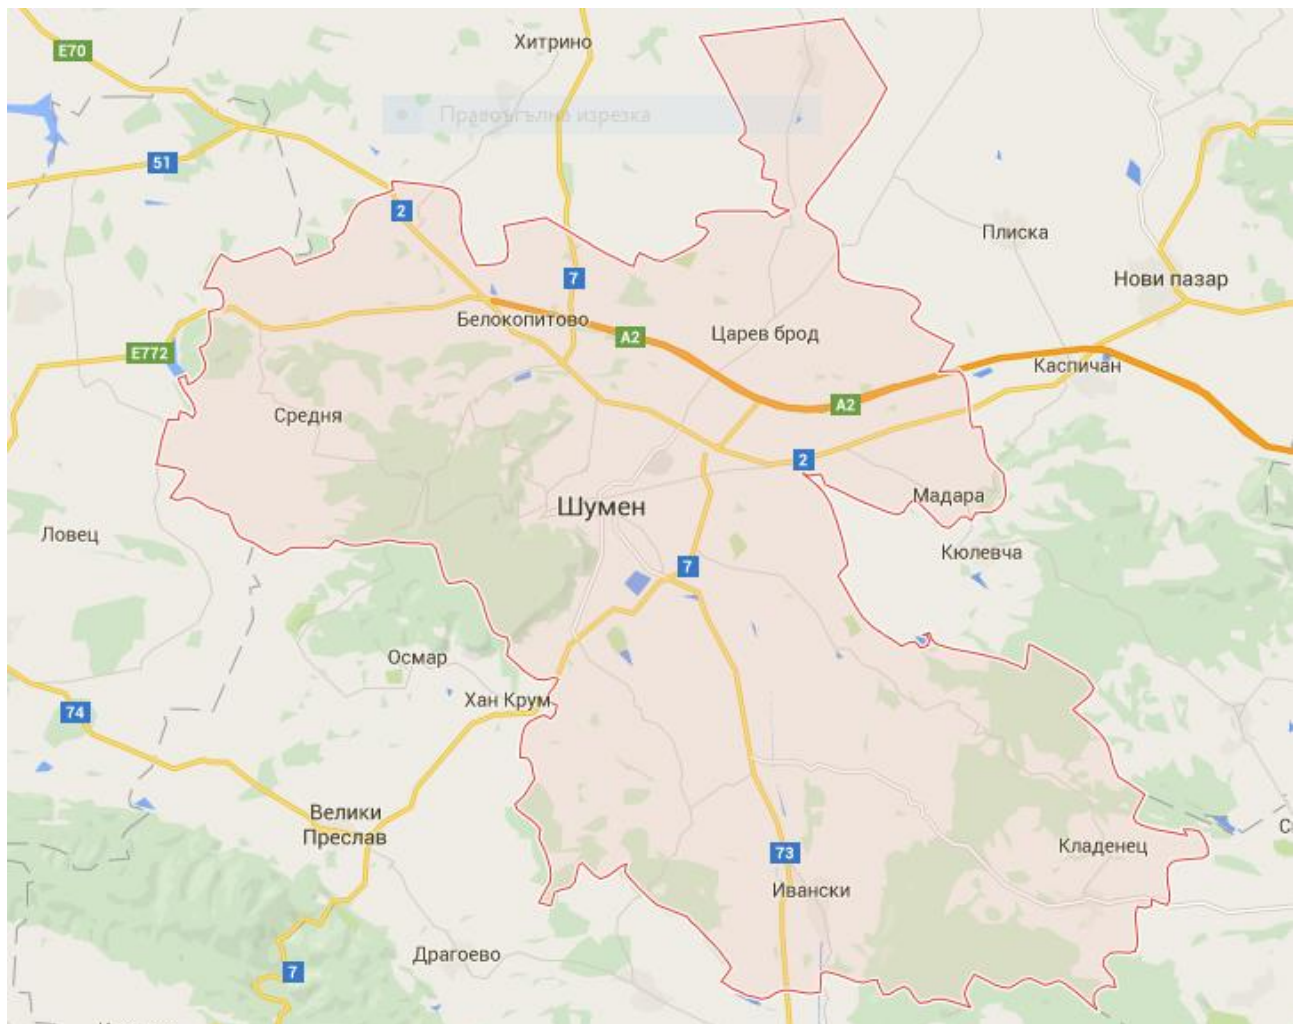 Хитрино
E70
Правоъгълна изрезка
51
2
Плиска
7
Нови пазар
Белокопитово
A2
Царев брод
E772
Каспичан
A2
Средня
2
Мадара
Шумен
Ловец
Кюлевча
7
Осмар
Хан Крум
74
Велики
Преслав
Кладенец
73
Ивански
Драгоево
7